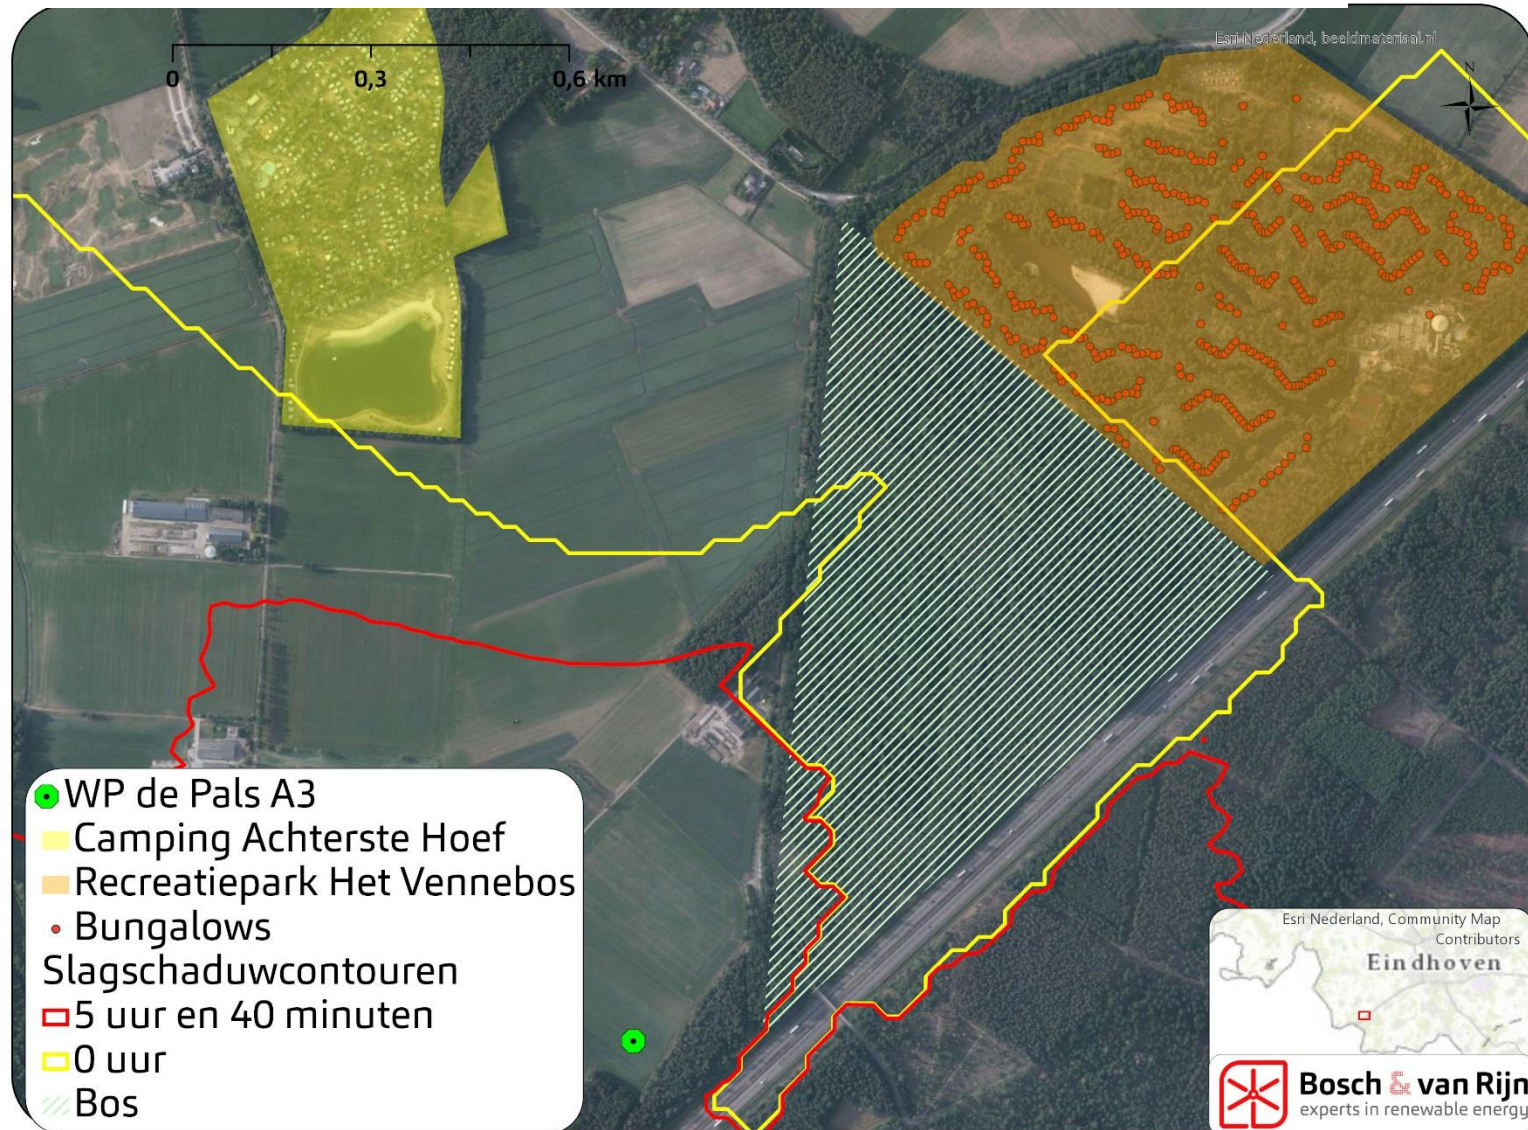 Esri Nederland, beeldmateriaal.nl
0 0,3 0,6 km
N
WP de Pals A3
Camping Achterste Hoef
Recreatiepark Het Vennebos
Bungalows
Slagschaduwcontouren
5 uur en 40 minuten
0 uur
Bos
Esri Nederland, Community Map
Contributors
Eindhoven
Bosch & van Rijn
experts in renewable energy